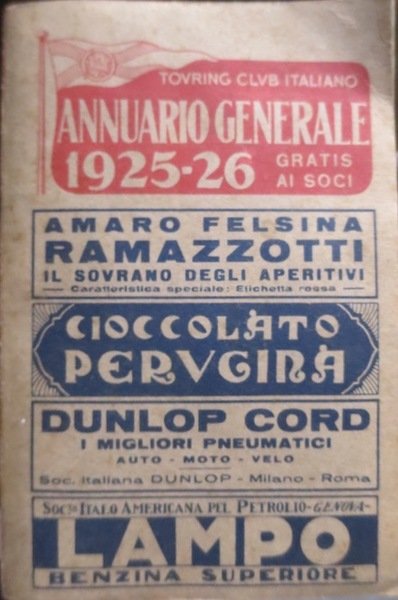 TOVRING CLVB ITALIANO
ANNUARIO GENERALE
1925-26 GRATIS
AI SOCI
AMARO FELSINA
RAMAZZOTTI
IL SOVRANO DEGLI APERITIVI
— Caratteristica speciale: Etichetta rossa —
CIOCCOLATO
PERVGINA
DUNLOP CORD
I MIGLIORI PNEUMATICI
AUTO - MOTO - VELO
Soc. Italiana DUNLOP - Milano - Roma
SOC:TÀ ITALO AMERICANA PEL PETROLIO-GENOVA-
LAMPO
BENZINA SUPERIORE